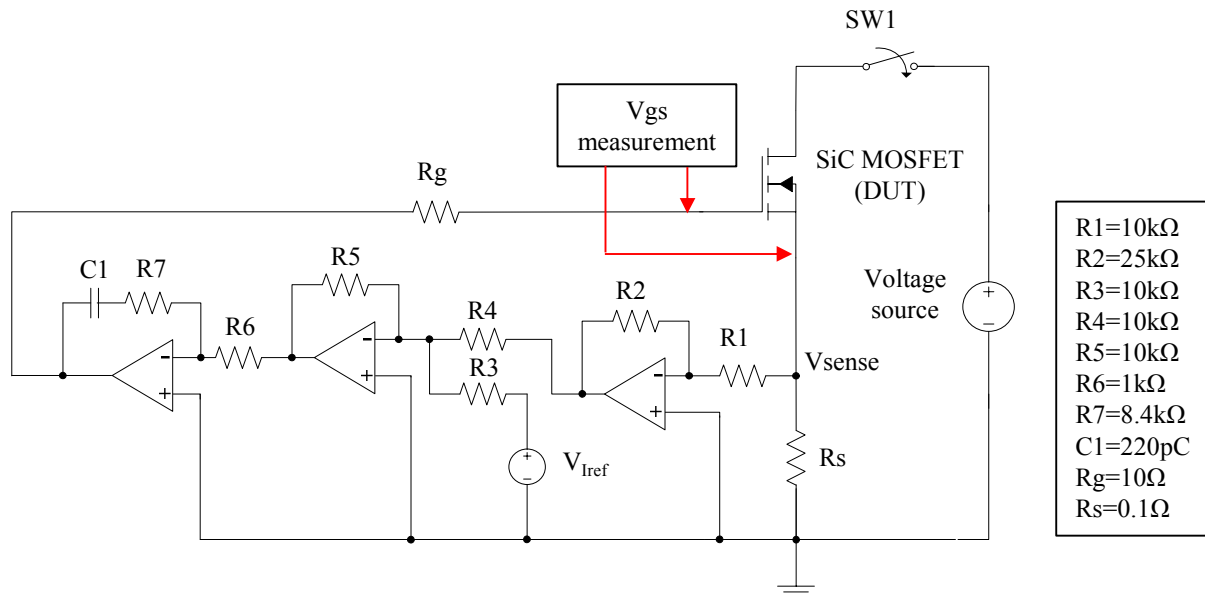 SW1
Vgs
measurement
SiC MOSFET
(DUT)
Rg
C1
R7
R5
R2
R6
R4
R1
R3
Vsense
Voltage
source
+
-
-
+
-
+
-
+
+
-
V_Iref
Rs
R1=10kΩ
R2=25kΩ
R3=10kΩ
R4=10kΩ
R5=10kΩ
R6=1kΩ
R7=8.4kΩ
C1=220pC
Rg=10Ω
Rs=0.1Ω